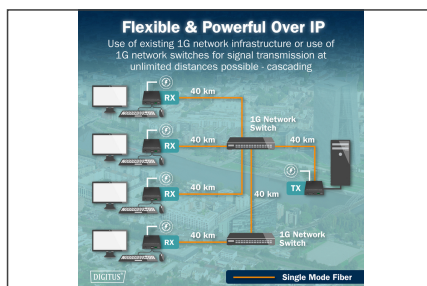 Flexible & Powerful Over IP
Use of existing 1G network infrastructure or use of
1G network switches for signal transmission at
unlimited distances possible - cascading
RX
40 km
1G Network
Switch
RX
40 km
40 km
TX
RX
40 km
40 km
RX
40 km
1G Network
Switch
DIGITUS®
Single Mode Fiber